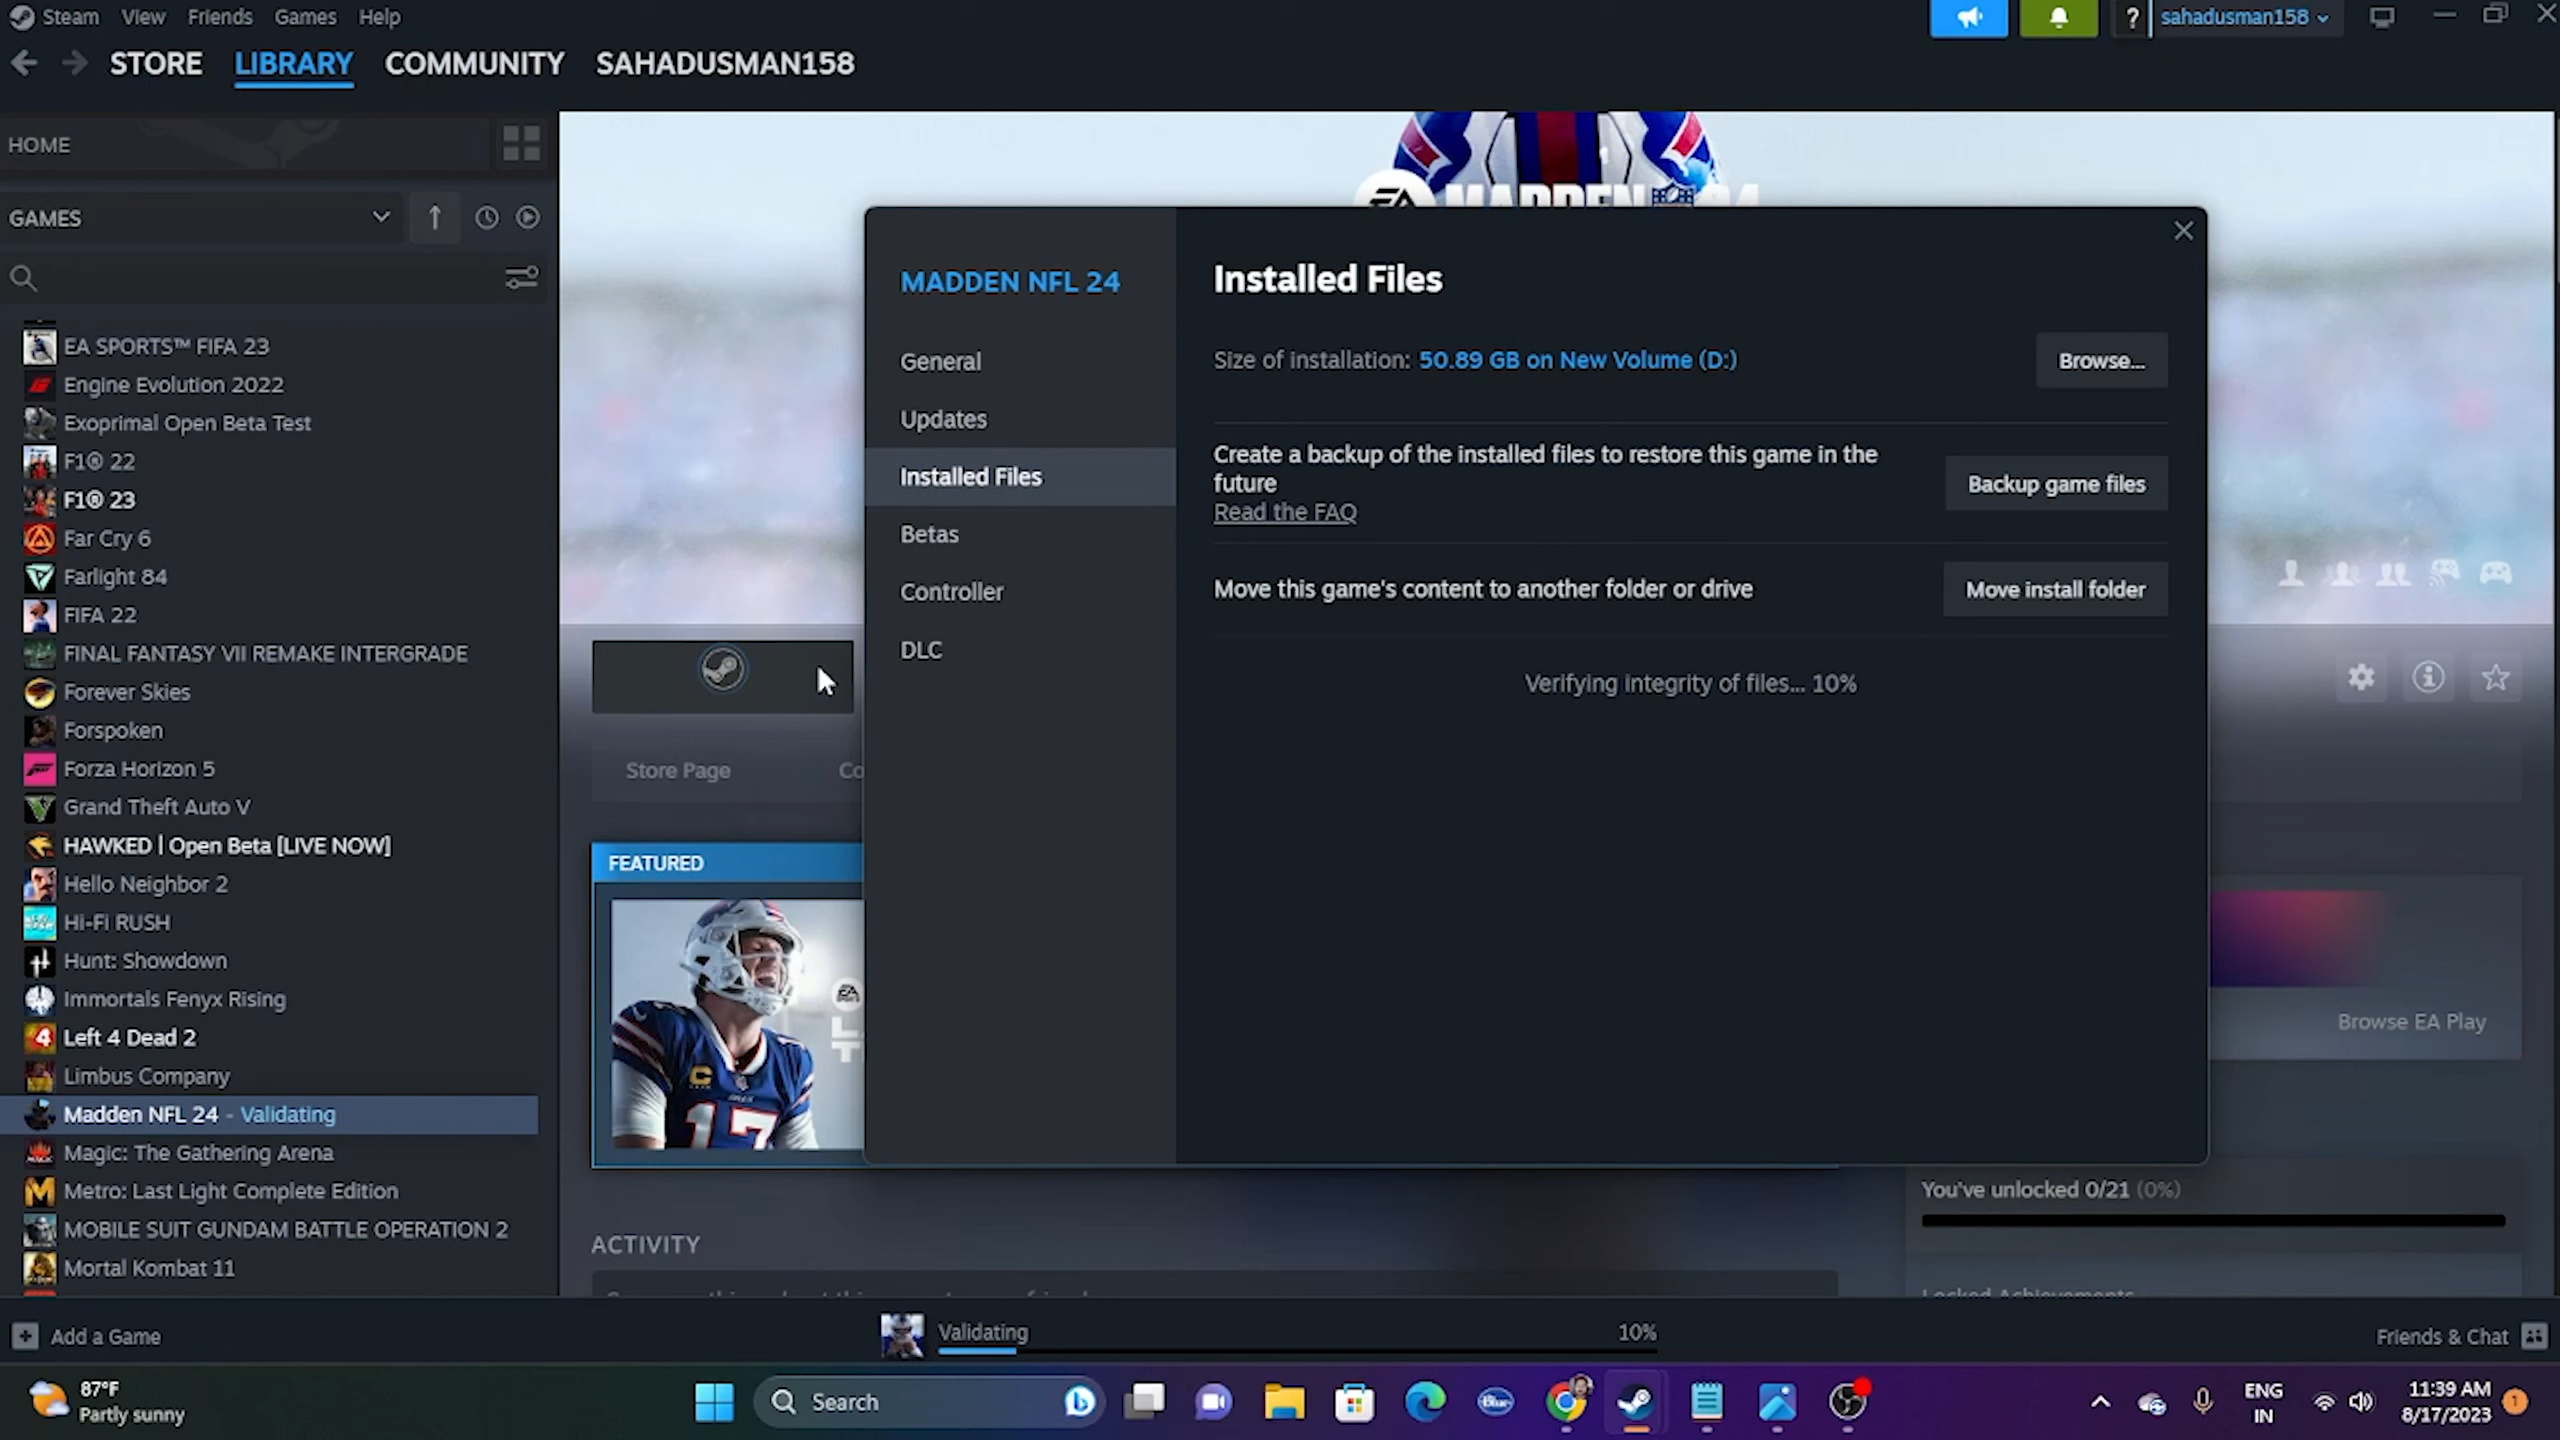 Steam View Friends Games Help
? sahadusman158
STORE LIBRARY COMMUNITY SAHADUSMAN158
HOME
GAMES
EA SPORTS™ FIFA 23
Engine Evolution 2022
Exoprimal Open Beta Test
F1® 22
F1® 23
Far Cry 6
Farlight 84
FIFA 22
FINAL FANTASY VII REMAKE INTERGRADE
Forever Skies
Forspoken
Forza Horizon 5
Grand Theft Auto V
HAWKED | Open Beta [LIVE NOW]
Hello Neighbor 2
Hi-Fi RUSH
Hunt: Showdown
Immortals Fenyx Rising
Left 4 Dead 2
Limbus Company
Madden NFL 24 - Validating
Magic: The Gathering Arena
Metro: Last Light Complete Edition
MOBILE SUIT GUNDAM BATTLE OPERATION 2
Mortal Kombat 11
Add a Game
MADDEN NFL 24
General
Updates
Installed Files
Betas
Controller
DLC
Installed Files
Size of installation: 50.89 GB on New Volume (D:)
Browse...
Create a backup of the installed files to restore this game in the
future
Read the FAQ
Backup game files
Move this game's content to another folder or drive
Move install folder
Verifying integrity of files... 10%
Store Page
FEATURED
17
Browse EA Play
You've unlocked 0/21 (0%)
ACTIVITY
Validating 10%
Friends & Chat
87°F
Partly sunny
Search
Blue
ENG
IN
11:39 AM
8/17/2023
1